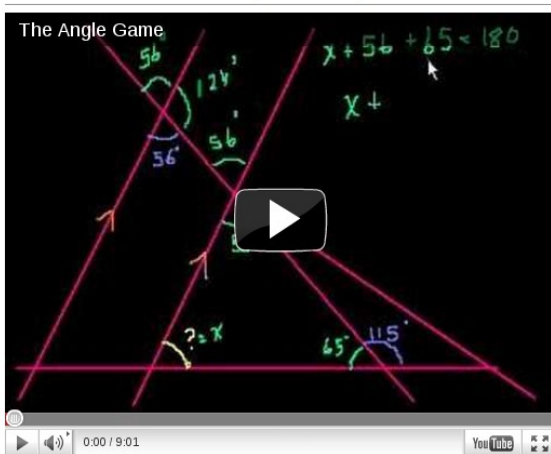 The Angle Game
56°
x + 56 + 65 = 180
124°
x +
56°
56°
? = x
65°
115°
0:00 / 9:01
YouTube